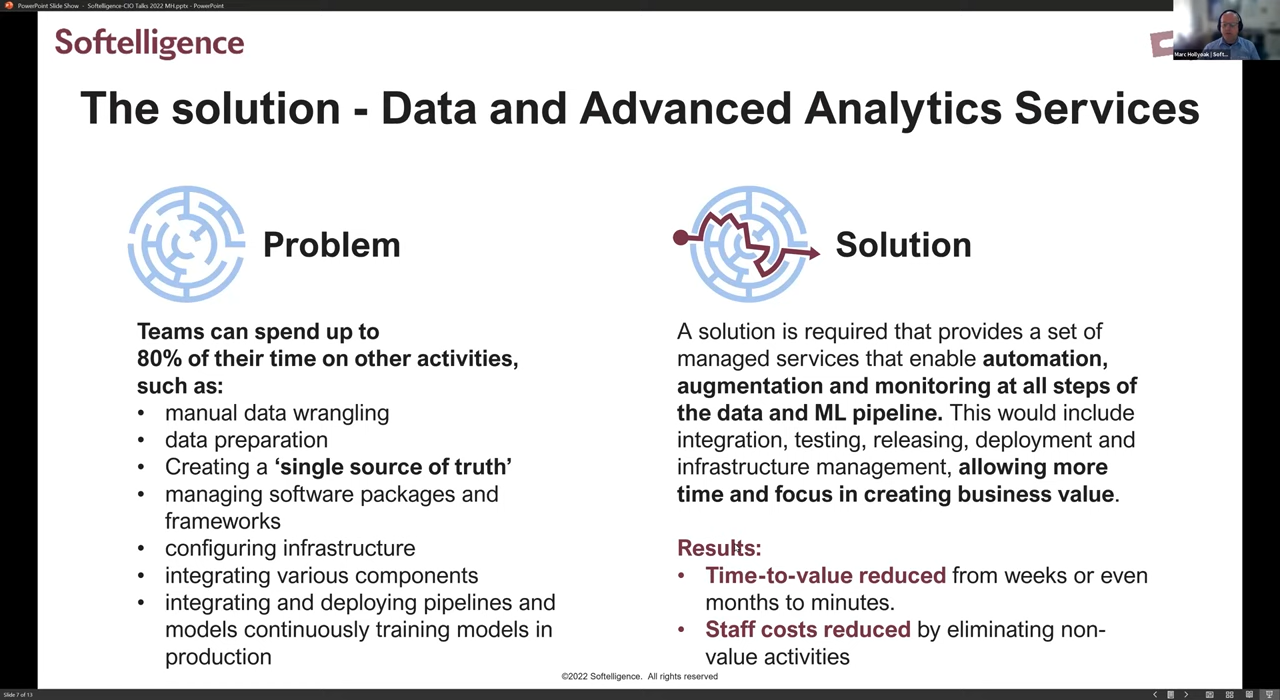 PowerPoint Slide Show - Softelligence-CIO Talks 2022 MH.pptx - PowerPoint
Softelligence
Marc Hollyoak | Soft...
The solution - Data and Advanced Analytics Services
Problem
Teams can spend up to
80% of their time on other activities,
such as:
• manual data wrangling
• data preparation
• Creating a ‘single source of truth’
• managing software packages and
frameworks
• configuring infrastructure
• integrating various components
• integrating and deploying pipelines and
models continuously training models in
production
Solution
A solution is required that provides a set of
managed services that enable automation,
augmentation and monitoring at all steps of
the data and ML pipeline. This would include
integration, testing, releasing, deployment and
infrastructure management, allowing more
time and focus in creating business value.
Results:
• Time-to-value reduced from weeks or even
months to minutes.
• Staff costs reduced by eliminating non-
value activities
©2022 Softelligence. All rights reserved
Slide 7 of 13